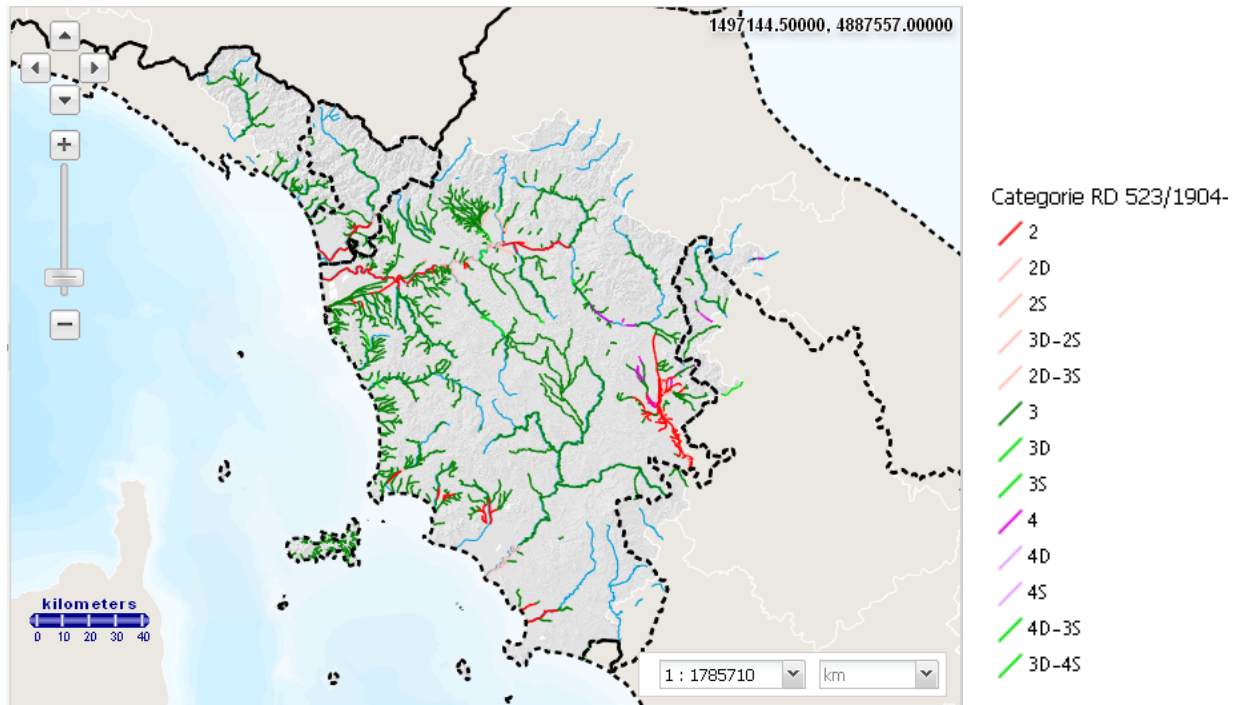 1497144.50000, 4887557.00000
kilometers
0 10 20 30 40
1 : 1785710
km
Categorie RD 523/1904-
2
2D
2S
3D-2S
2D-3S
3
3D
3S
4
4D
4S
4D-3S
3D-4S